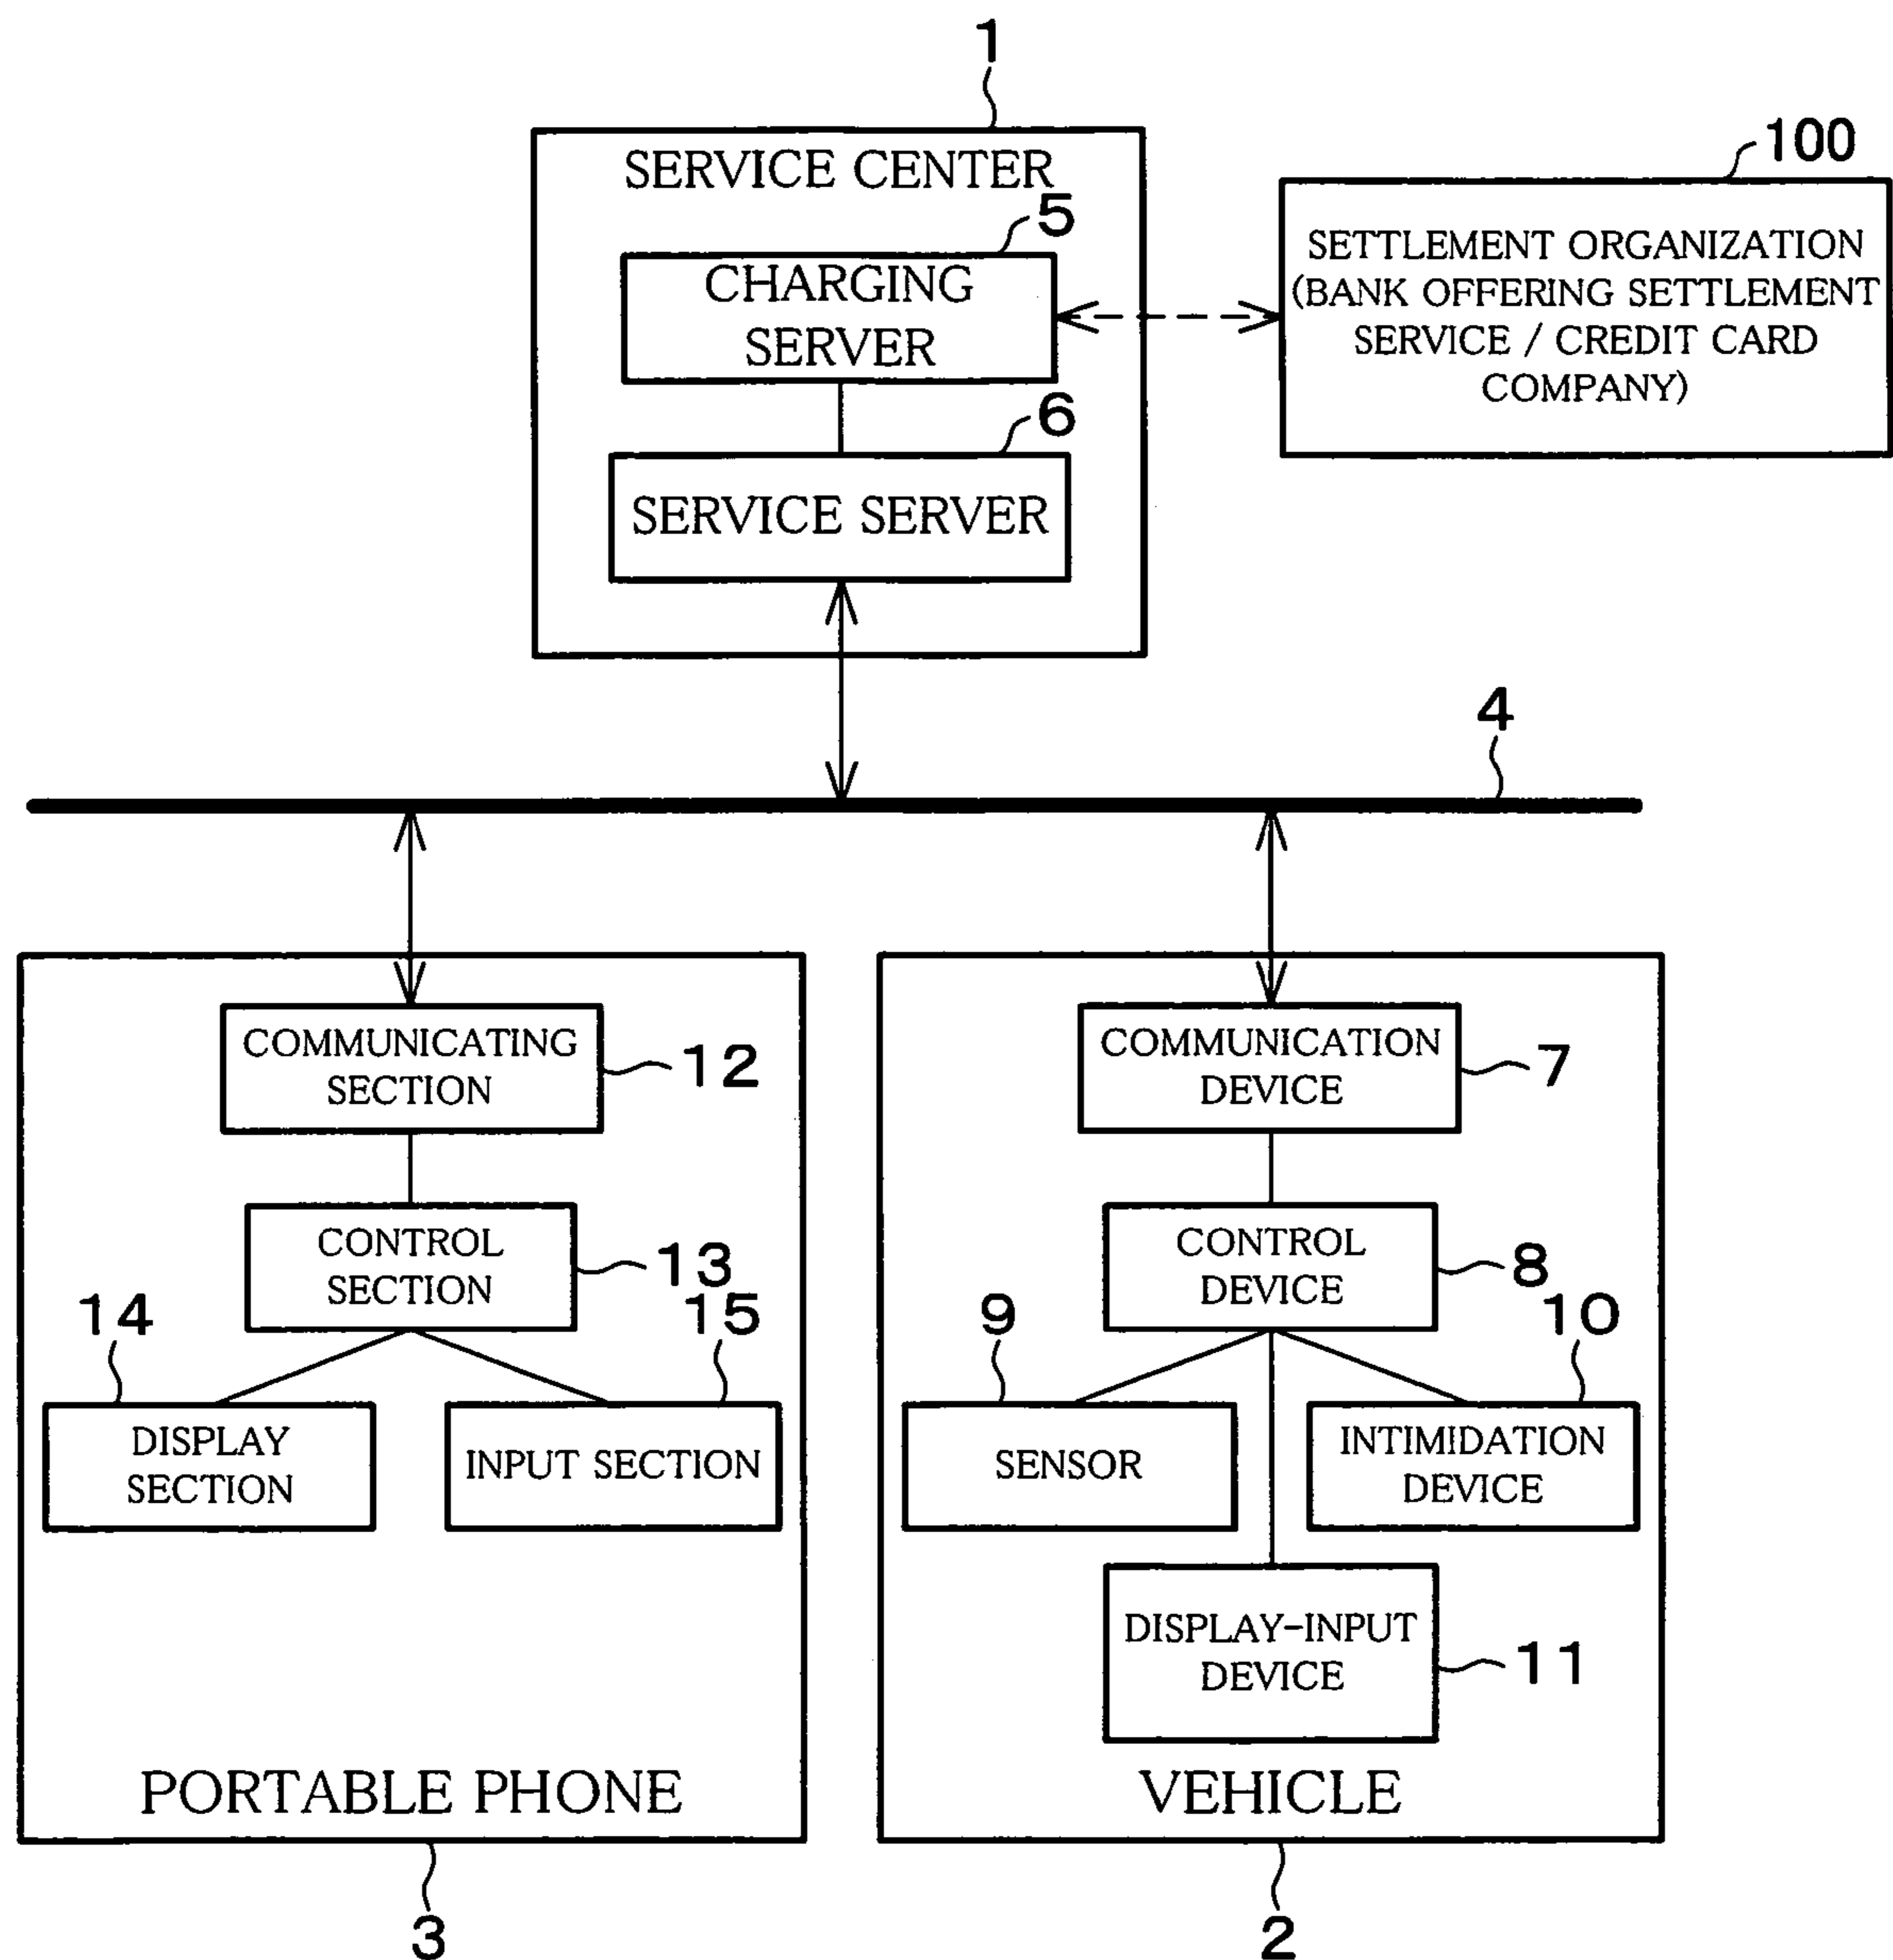 1
SERVICE CENTER
100
5
CHARGING
SERVER
SETTLEMENT ORGANIZATION
(BANK OFFERING SETTLEMENT
SERVICE / CREDIT CARD
COMPANY)
6
SERVICE SERVER
4
COMMUNICATING
SECTION
12
CONTROL
SECTION
13
14
15
DISPLAY
SECTION
INPUT SECTION
PORTABLE PHONE
3
COMMUNICATION
DEVICE
7
CONTROL
DEVICE
8
9
10
SENSOR
INTIMIDATION
DEVICE
DISPLAY-INPUT
DEVICE
11
VEHICLE
2